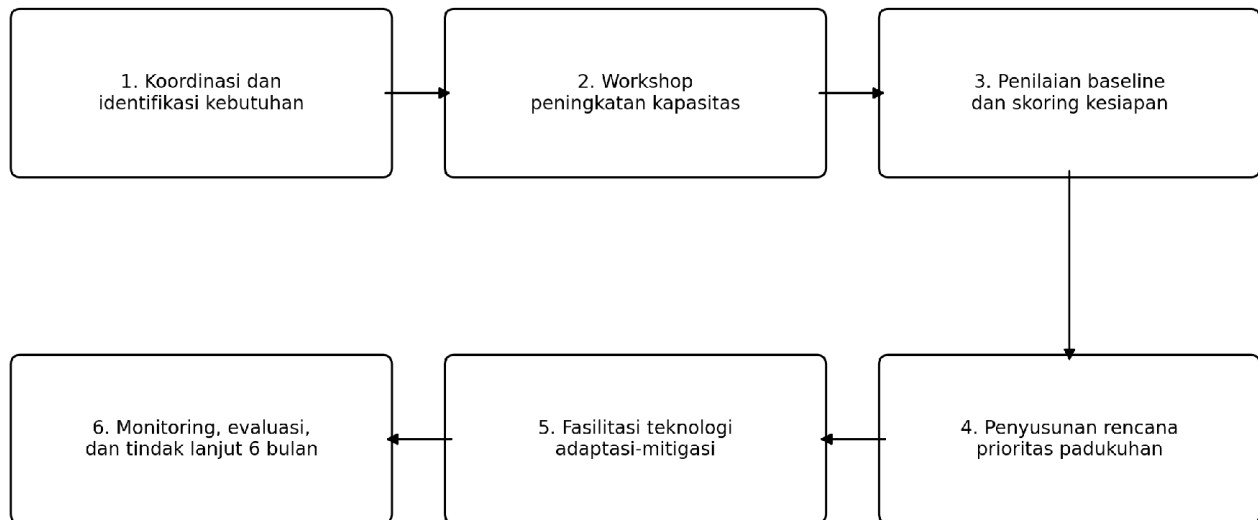 1. Koordinasi dan
identifikasi kebutuhan
2. Workshop
peningkatan kapasitas
3. Penilaian baseline
dan skoring kesiapan
4. Penyusunan rencana
prioritas padukuhan
5. Fasilitasi teknologi
adaptasi-mitigasi
6. Monitoring, evaluasi,
dan tindak lanjut 6 bulan